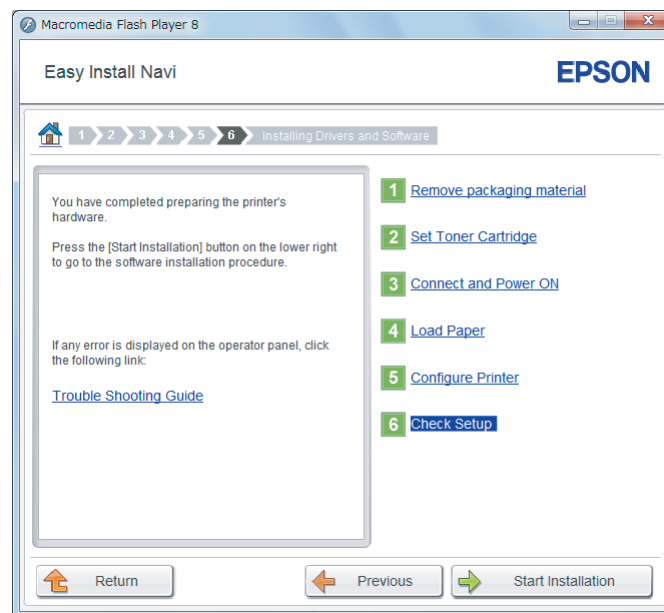 Macromedia Flash Player 8
Easy Install Navi
EPSON
1 2 3 4 5 6 Installing Drivers and Software
You have completed preparing the printer's
hardware.
Press the [Start Installation] button on the lower right
to go to the software installation procedure.
If any error is displayed on the operator panel, click
the following link:
Trouble Shooting Guide
1 Remove packaging material
2 Set Toner Cartridge
3 Connect and Power ON
4 Load Paper
5 Configure Printer
6 Check Setup
Return
Previous
Start Installation